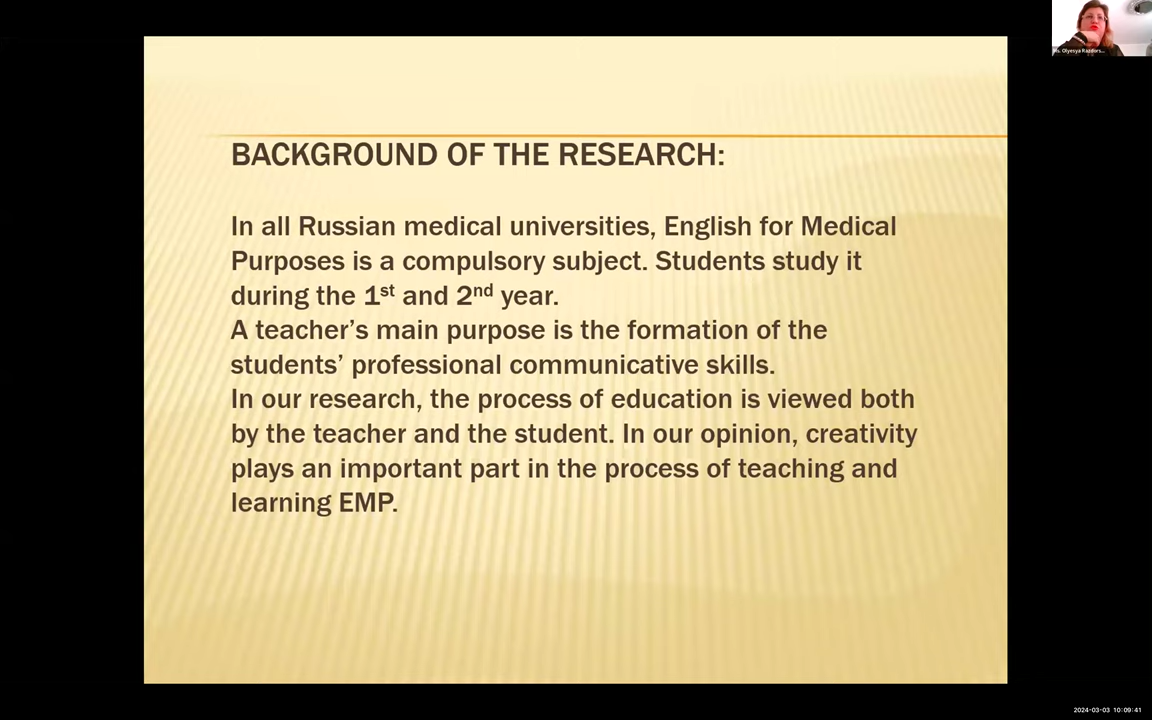 BACKGROUND OF THE RESEARCH:
In all Russian medical universities, English for Medical
Purposes is a compulsory subject. Students study it
during the 1st and 2nd year.
A teacher’s main purpose is the formation of the
students’ professional communicative skills.
In our research, the process of education is viewed both
by the teacher and the student. In our opinion, creativity
plays an important part in the process of teaching and
learning EMP.
Olyesya
2024-03-03 10:09:41